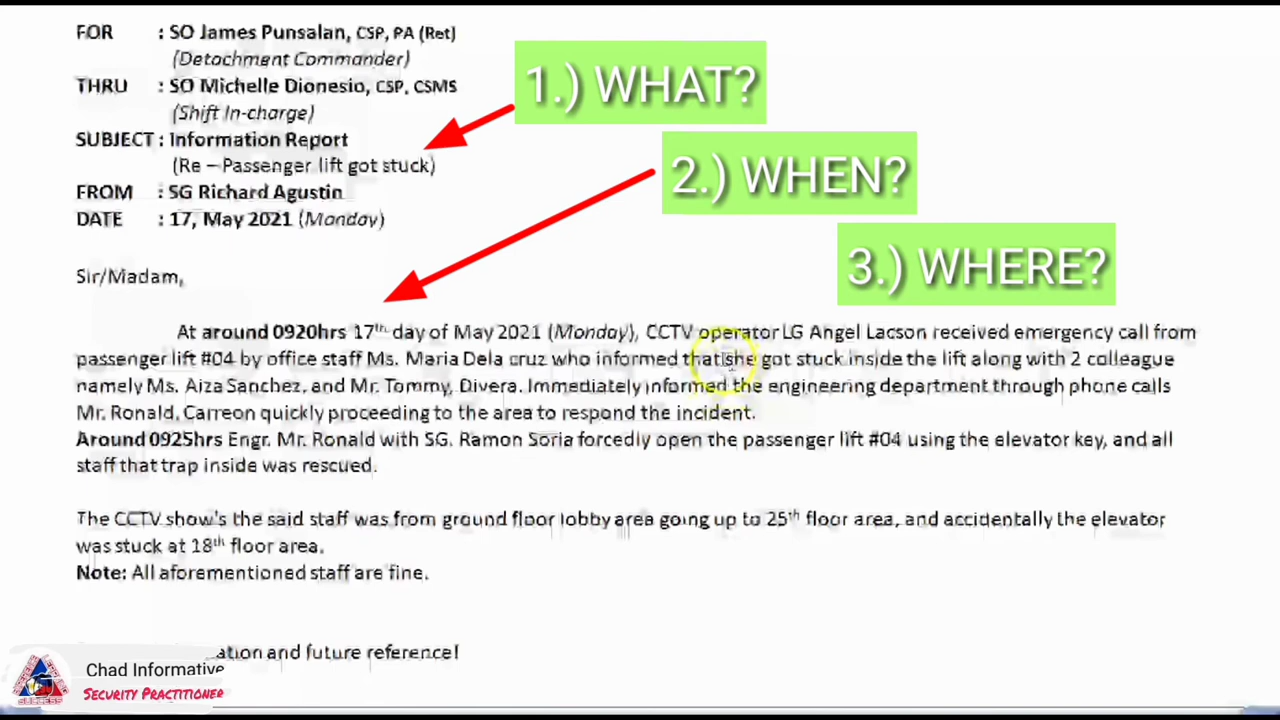 FOR : SO James Punsalan, CSP, PA (Ret)
(Detachment Commander)
1.) WHAT?
THRU : SO Michelle Dionesio, CSP, CSMS
(Shift In-charge)
SUBJECT : Information Report
(Re – Passenger lift got stuck)
2.) WHEN?
FROM : SG Richard Agustin
DATE : 17, May 2021 (Monday)
3.) WHERE?
Sir/Madam,
At around 0920hrs 17th day of May 2021 (Monday), CCTV operator LG Angel Lacson received emergency call from
passenger lift #04 by office staff Ms. Maria Dela cruz who informed that she got stuck inside the lift along with 2 colleague
namely Ms. Aiza Sanchez, and Mr. Tommy, Divera. Immediately informed the engineering department through phone calls
Mr. Ronald, Carreon quickly proceeding to the area to respond the incident.
Around 0925hrs Engr. Mr. Ronald with SG. Ramon Soria forcedly open the passenger lift #04 using the elevator key, and all
staff that trap inside was rescued.
The CCTV show's the said staff was from ground floor lobby area going up to 25th floor area, and accidentally the elevator
was stuck at 18th floor area.
Note: All aforementioned staff are fine.
and future reference!
Chad Informative
SECURITY PRACTITIONER
SUCCESS